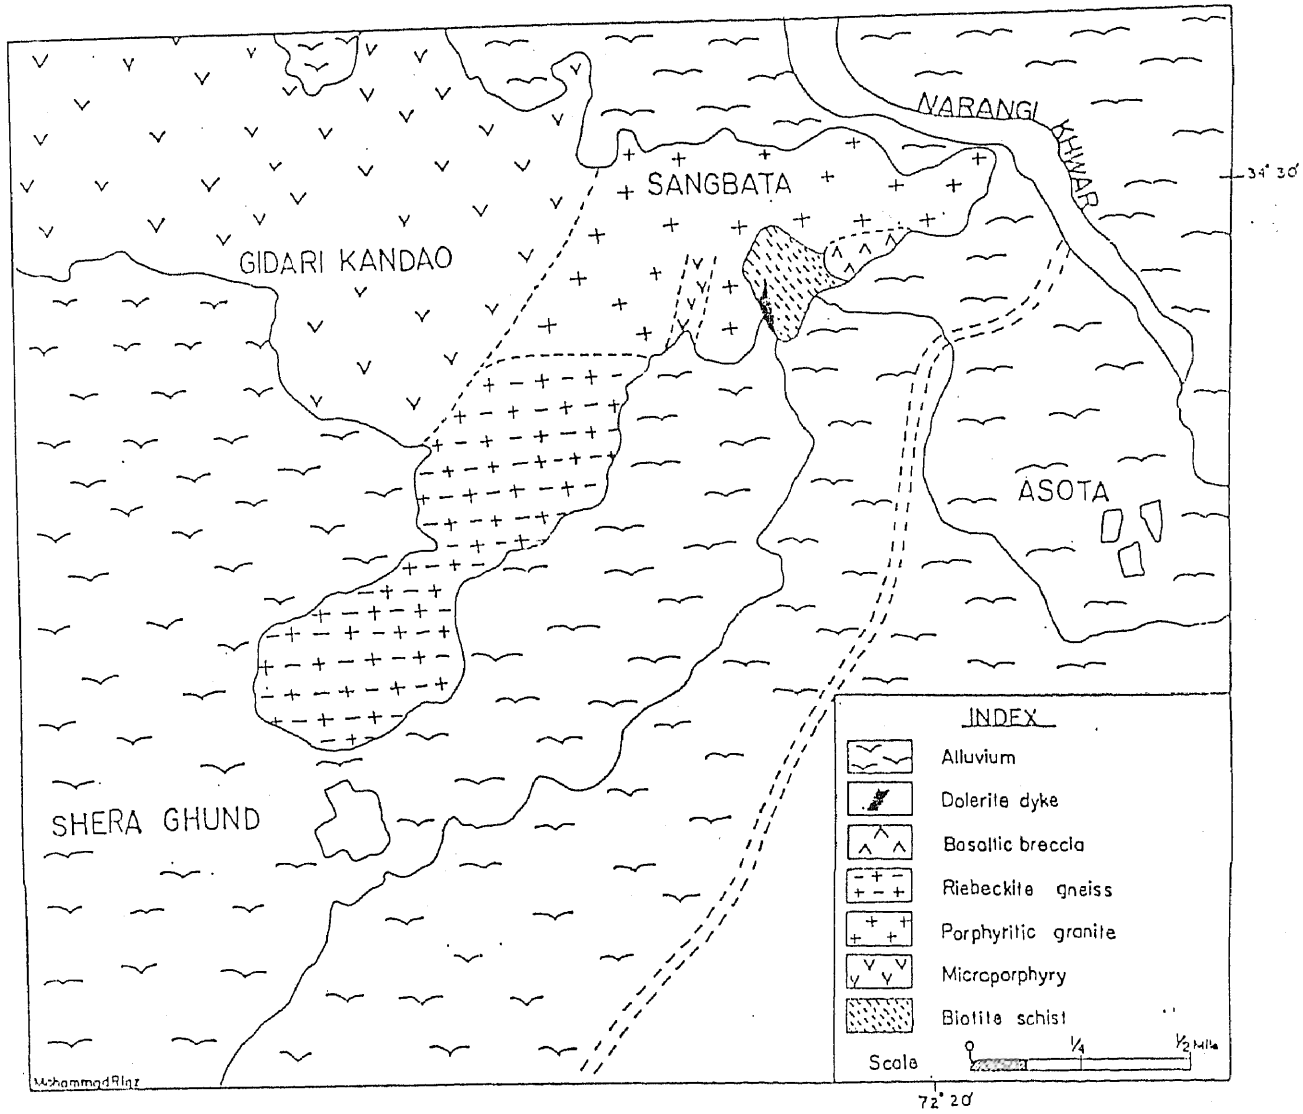 NARANGI KHWAR
34° 30'
SANGBATA
GIDARI KANDAO
ASOTA
SHERA GHUND
INDEX
Alluvium
Dolerite dyke
Basaltic breccia
Riebeckite gneiss
Porphyritic granite
Microporphyry
Biotite schist
Scale 0 1/4 1/2 Mile
Mohammad Riaz
72° 20'